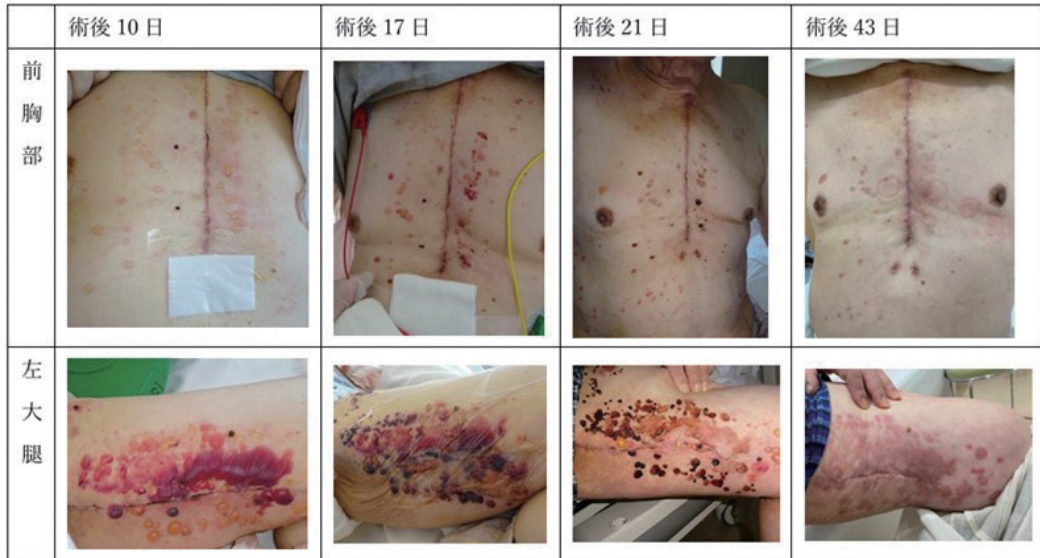 術後 10 日
術後 17 日
術後 21 日
術後 43 日
前胸部
左大腿